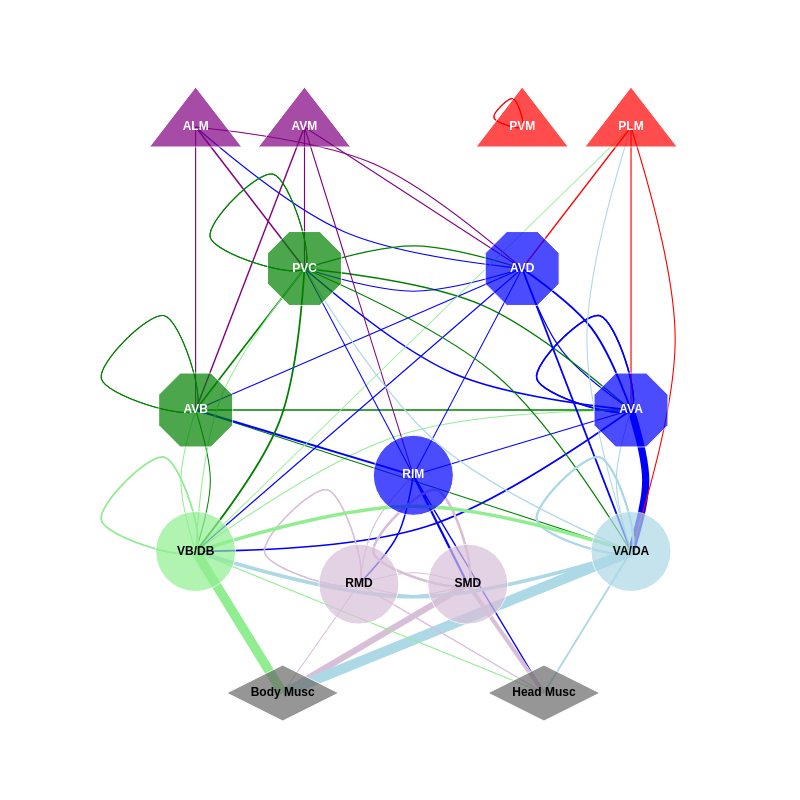 ALM
AVM
PVM
PLM
PVC
AVD
AVB
AVA
RIM
VB/DB
VA/DA
RMD
SMD
Body Musc
Head Musc